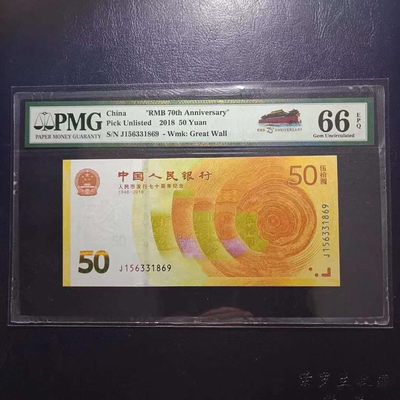 PMG
PAPER MONEY GUARANTY
China "RMB 70th Anniversary"
Pick Unlisted 2018 50 Yuan
S/N J156331869 - Wmk: Great Wall
66 EPQ
Gem Uncirculated
中国人民银行
人民币发行七十周年纪念
1948-2018
50
伍拾圆
50
J156331869
J156331869